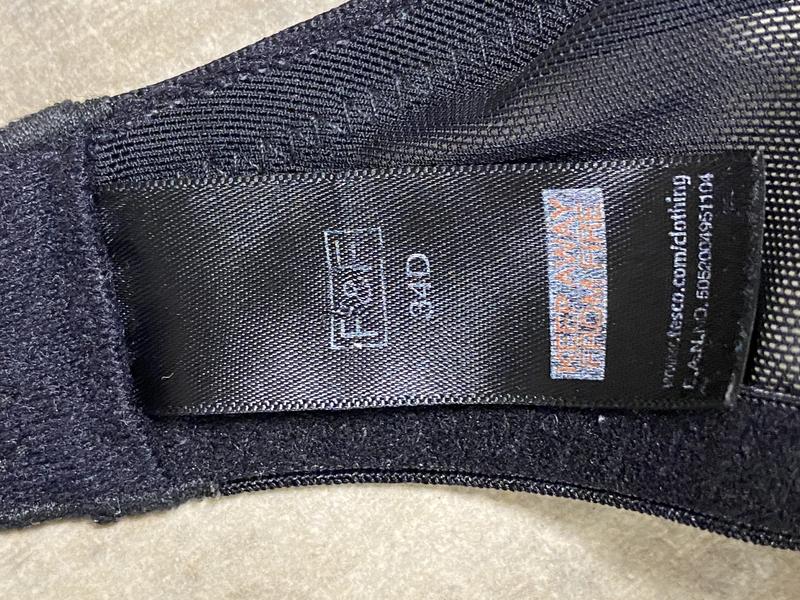 F&F
34D
KEEP AWAY
FROM FIRE
www.tesco.com/clothing
E.A.N.NO. 5052004951104